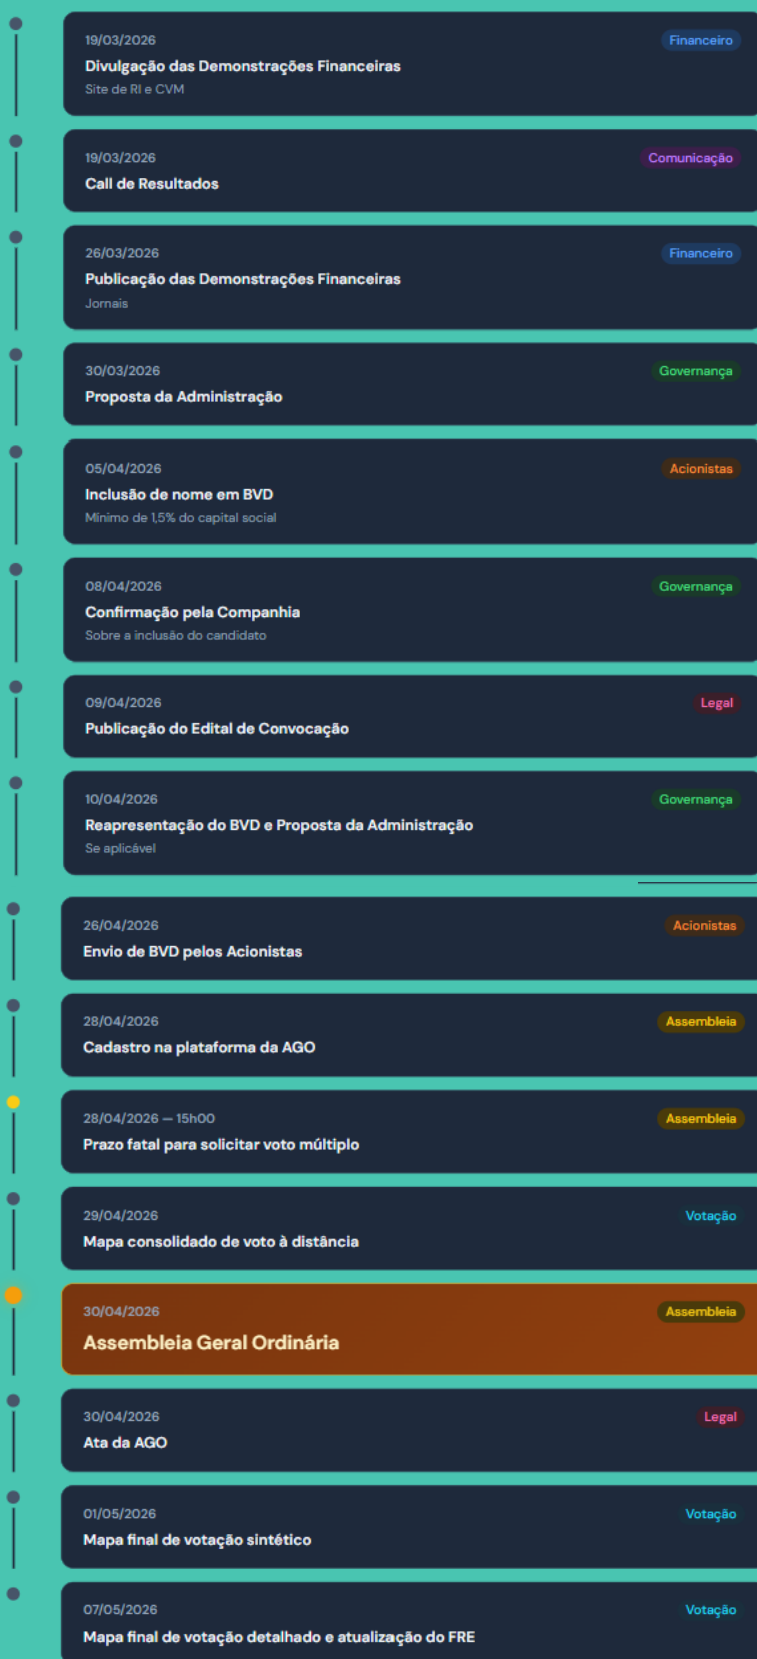 19/03/2026 Financeiro
Divulgação das Demonstrações Financeiras
Site de RI e CVM
19/03/2026 Comunicação
Call de Resultados
26/03/2026 Financeiro
Publicação das Demonstrações Financeiras
Jornais
30/03/2026 Governança
Proposta da Administração
05/04/2026 Acionistas
Inclusão de nome em BVD
Mínimo de 1,5% do capital social
08/04/2026 Governança
Confirmação pela Companhia
Sobre a inclusão do candidato
09/04/2026 Legal
Publicação do Edital de Convocação
10/04/2026 Governança
Reapresentação do BVD e Proposta da Administração
Se aplicável
26/04/2026 Acionistas
Envio de BVD pelos Acionistas
28/04/2026 Assembleia
Cadastro na plataforma da AGO
28/04/2026 — 15h00 Assembleia
Prazo fatal para solicitar voto múltiplo
29/04/2026 Votação
Mapa consolidado de voto à distância
30/04/2026 Assembleia
Assembleia Geral Ordinária
30/04/2026 Legal
Ata da AGO
01/05/2026 Votação
Mapa final de votação sintético
07/05/2026 Votação
Mapa final de votação detalhado e atualização do FRE